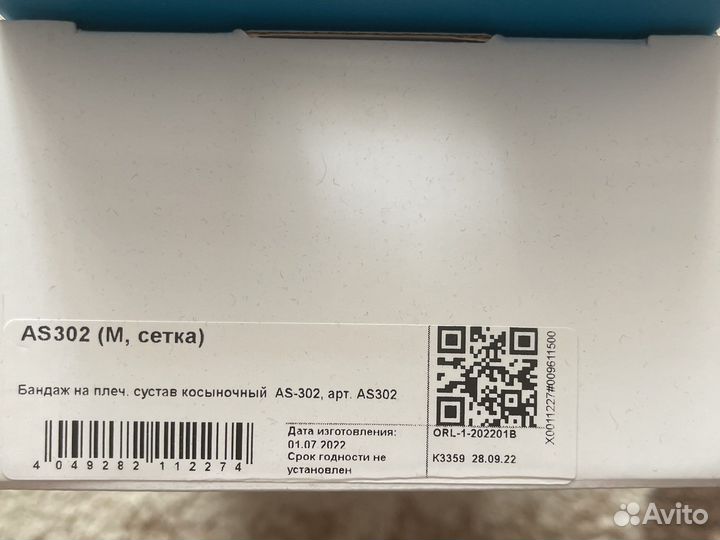 AS302 (M, сетка)
Бандаж на плеч. сустав косыночный AS-302, арт. AS302
4 049282 112274
Дата изготовления:
01.07 2022
Срок годности не
установлен
ORL-1-202201B
K3359 28.09.22
X0011227#009611500
Avito